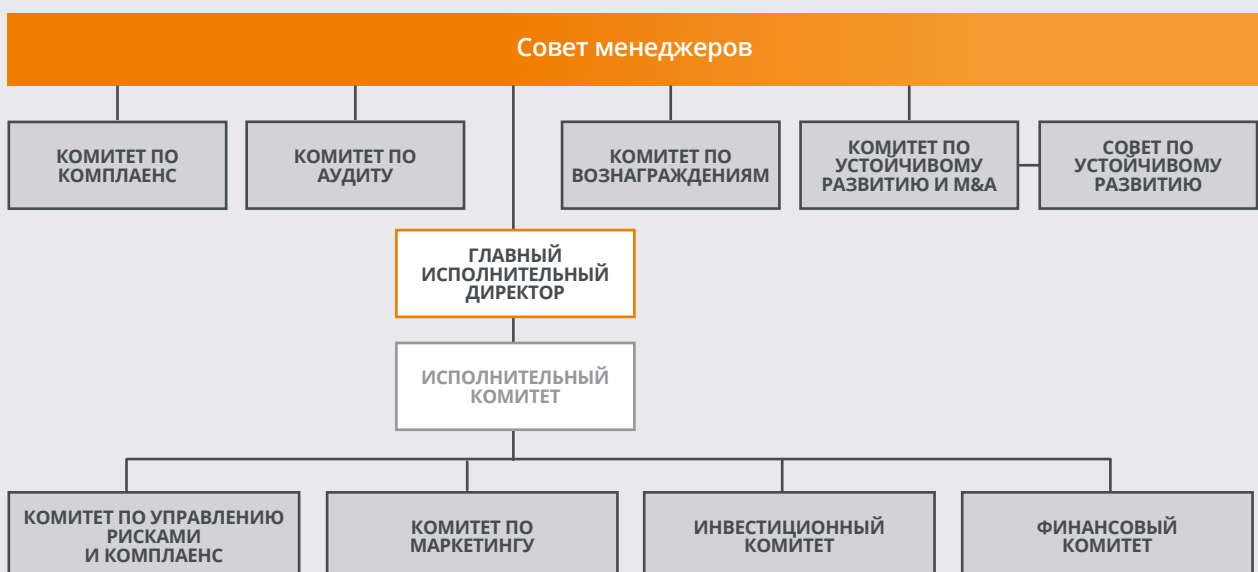 Совет менеджеров
КОМИТЕТ ПО
КОМПЛАЕНС
КОМИТЕТ ПО
АУДИТУ
КОМИТЕТ ПО
ВОЗНАГРАЖДЕНИЯМ
КОМИТЕТ ПО
УСТОЙЧИВОМУ
РАЗВИТИЮ И M&A
СОВЕТ ПО
УСТОЙЧИВОМУ
РАЗВИТИЮ
ГЛАВНЫЙ
ИСПОЛНИТЕЛЬНЫЙ
ДИРЕКТОР
ИСПОЛНИТЕЛЬНЫЙ
КОМИТЕТ
КОМИТЕТ ПО УПРАВЛЕНИЮ
РИСКАМИ
И КОМПЛАЕНС
КОМИТЕТ ПО
МАРКЕТИНГУ
ИНВЕСТИЦИОННЫЙ
КОМИТЕТ
ФИНАНСОВЫЙ
КОМИТЕТ